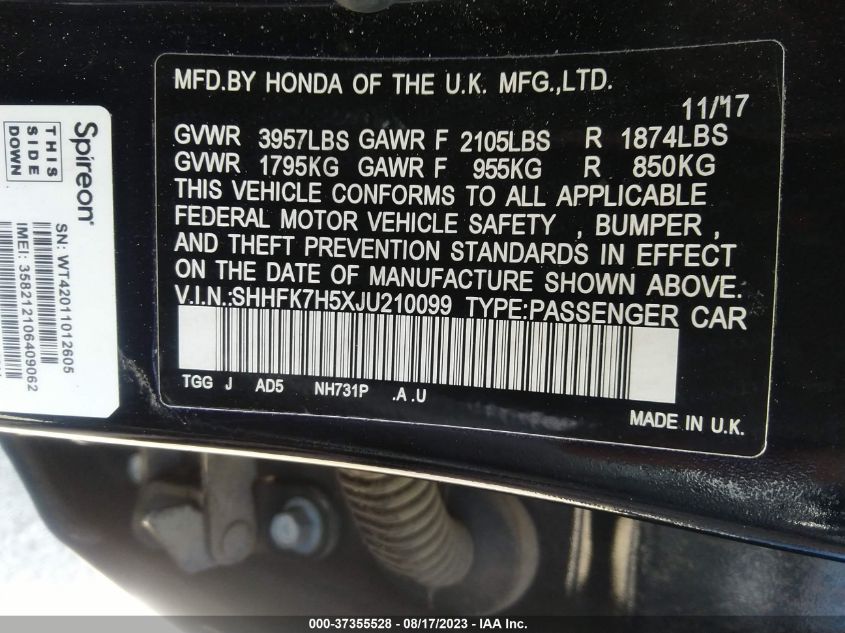 MFD.BY HONDA OF THE U.K. MFG.,LTD.
11/17
GVWR 3957LBS GAWR F 2105LBS R 1874LBS
GVWR 1795KG GAWR F 955KG R 850KG
THIS VEHICLE CONFORMS TO ALL APPLICABLE
FEDERAL MOTOR VEHICLE SAFETY , BUMPER ,
AND THEFT PREVENTION STANDARDS IN EFFECT
ON THE DATE OF MANUFACTURE SHOWN ABOVE.
V.I.N.:SHHFK7H5XJU210099 TYPE:PASSENGER CAR
TGG J AD5 NH731P .A .U
MADE IN U.K.
Spireon
THIS
SIDE
DOWN
SN: WT42011012605
IMEI: 358212106409062
000-37355528 - 08/17/2023 - IAA Inc.